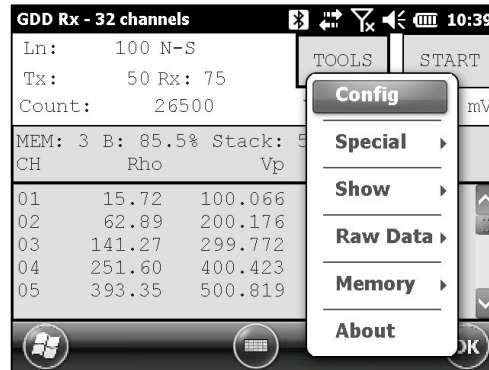 GDD Rx - 32 channels 10:39
Ln: 100 N-S
TOOLS START
Tx: 50 Rx: 75
Count: 26500 mV
MEM: 3 B: 85.5% Stack: 5
CH Rho Vp
01 15.72 100.066
02 62.89 200.176
03 141.27 299.772
04 251.60 400.423
05 393.35 500.819
Config
Special
Show
Raw Data
Memory
About
OK